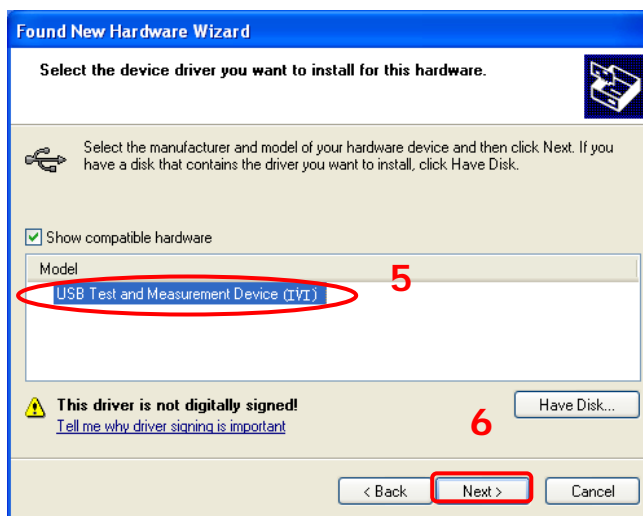 Found New Hardware Wizard
Select the device driver you want to install for this hardware.
Select the manufacturer and model of your hardware device and then click Next. If you
have a disk that contains the driver you want to install, click Have Disk.
Show compatible hardware
Model
USB Test and Measurement Device (IVI)
5
This driver is not digitally signed!
Have Disk...
Tell me why driver signing is important
6
< Back
Next >
Cancel